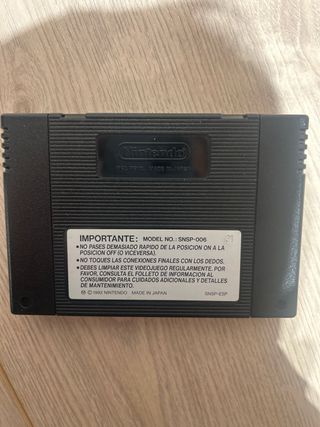 Nintendo
IMPORTANTE: MODEL NO.: SNSP-006
•NO PASES DEMASIADO RAPIDO DE LA POSICION ON A LA
POSICION OFF (O VICEVERSA).
•NO TOQUES LAS CONEXIONES FINALES CON LOS DEDOS.
•DEBES LIMPIAR ESTE VIDEOJUEGO REGULARMENTE. POR
FAVOR, CONSULTA EL FOLLETO DE INFORMACION AL
CONSUMIDOR PARA CUIDADOS ADICIONALES Y DETALLES
DE MANTENIMIENTO.
© 1992 NINTENDO MADE IN JAPAN SNSP-ESP